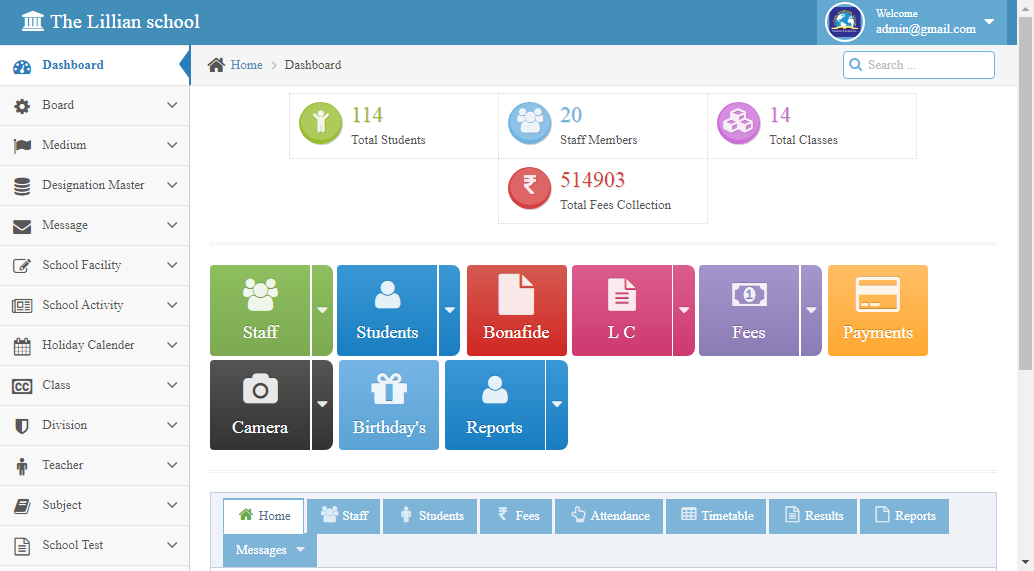 The Lillian school
Welcome
admin@gmail.com
Dashboard
Home > Dashboard
Search ...
Board
Medium
Designation Master
Message
School Facility
School Activity
Holiday Calender
Class
Division
Teacher
Subject
School Test
114
Total Students
20
Staff Members
14
Total Classes
514903
Total Fees Collection
Staff
Students
Bonafide
L C
Fees
Payments
Camera
Birthday's
Reports
Home Staff Students Fees Attendance Timetable Results Reports
Messages